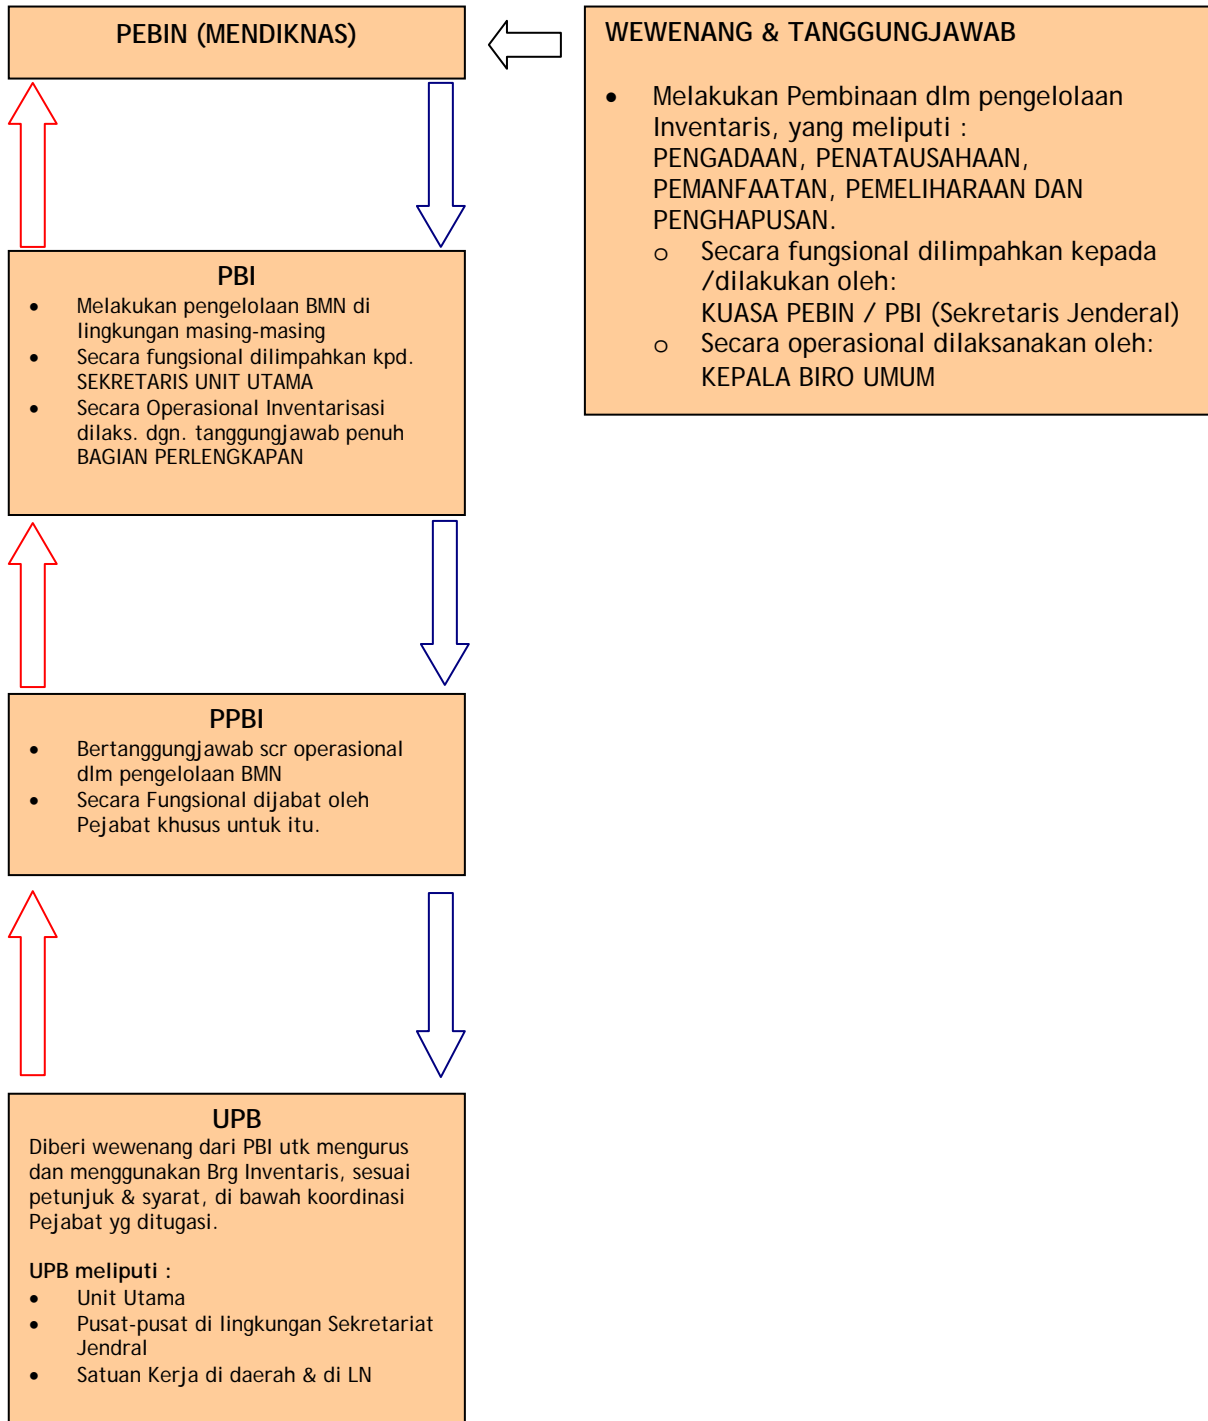 PEBIN (MENDIKNAS)
WEWENANG & TANGGUNGJAWAB
• Melakukan Pembinaan dlm pengelolaan
Inventaris, yang meliputi :
PENGADAAN, PENATAUSAHAAN,
PEMANFAATAN, PEMELIHARAAN DAN
PENGHAPUSAN.
o Secara fungsional dilimpahkan kepada
/dilakukan oleh:
KUASA PEBIN / PBI (Sekretaris Jenderal)
o Secara operasional dilaksanakan oleh:
KEPALA BIRO UMUM
PBI
• Melakukan pengelolaan BMN di
lingkungan masing-masing
• Secara fungsional dilimpahkan kpd.
SEKRETARIS UNIT UTAMA
• Secara Operasional Inventarisasi
dilaks. dgn. tanggungjawab penuh
BAGIAN PERLENGKAPAN
PPBI
• Bertanggungjawab scr operasional
dlm pengelolaan BMN
• Secara Fungsional dijabat oleh
Pejabat khusus untuk itu.
UPB
Diberi wewenang dari PBI utk mengurus
dan menggunakan Brg Inventaris, sesuai
petunjuk & syarat, di bawah koordinasi
Pejabat yg ditugasi.
UPB meliputi :
• Unit Utama
• Pusat-pusat di lingkungan Sekretariat
Jendral
• Satuan Kerja di daerah & di LN